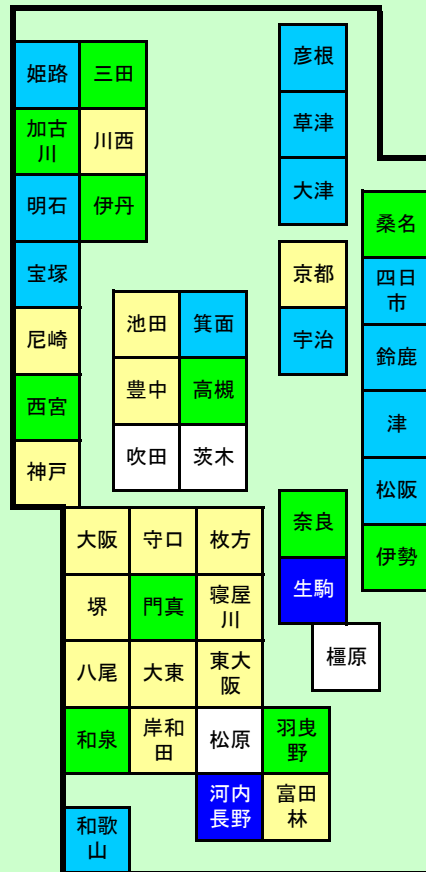 姫路
三田
彦根
加古
川
川西
草津
明石
伊丹
大津
桑名
宝塚
京都
四日
市
尼崎
池田
箕面
宇治
鈴鹿
西宮
豊中
高槻
津
神戸
吹田
茨木
松阪
大阪
守口
枚方
奈良
伊勢
堺
門真
寝屋
川
生駒
八尾
大東
東大
阪
橿原
和泉
岸和
田
松原
羽曳
野
河内
長野
富田
林
和歌
山